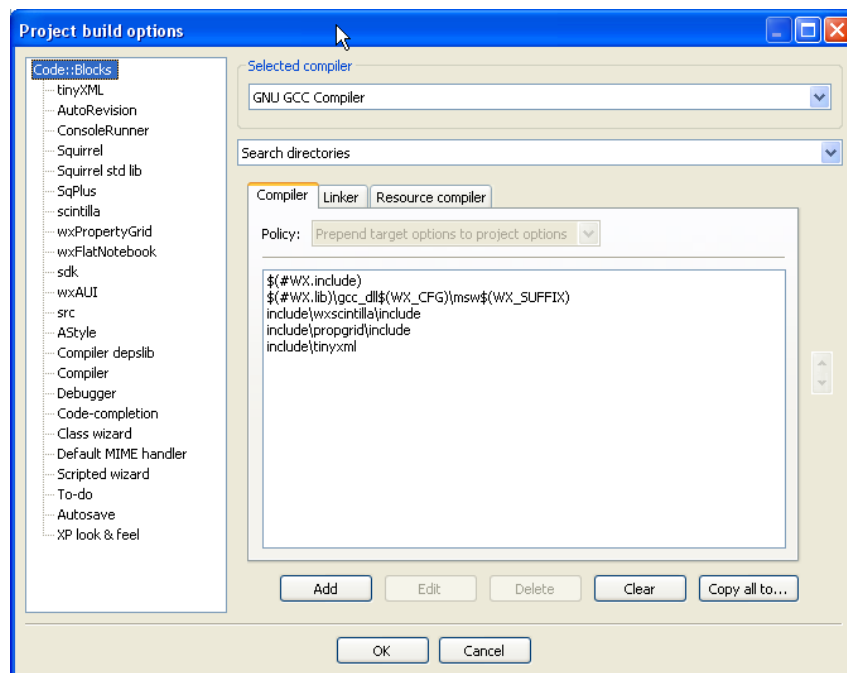 Project build options
Code::Blocks
tinyXML
AutoRevision
ConsoleRunner
Squirrel
Squirrel std lib
SqPlus
scintilla
wxPropertyGrid
wxFlatNotebook
sdk
wxAUI
src
AStyle
Compiler depslib
Compiler
Debugger
Code-completion
Class wizard
Default MIME handler
Scripted wizard
To-do
Autosave
XP look & feel
Selected compiler
GNU GCC Compiler
Search directories
Compiler Linker Resource compiler
Policy: Prepend target options to project options
$(#WX.include)
$(#WX.lib)\gcc_dll$(WX_CFG)\msw$(WX_SUFFIX)
include\wxscintilla\include
include\propgrid\include
include\tinyxml
Add Edit Delete Clear Copy all to...
OK Cancel